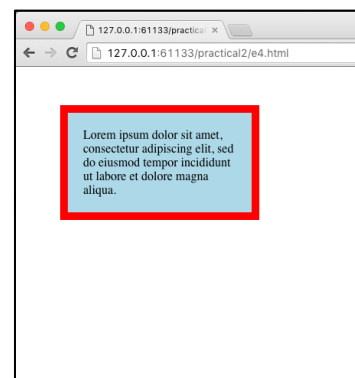 127.0.0.1:61133/practical
127.0.0.1:61133/practical2/e4.html
Lorem ipsum dolor sit amet,
consectetur adipiscing elit, sed
do eiusmod tempor incididunt
ut labore et dolore magna
aliqua.